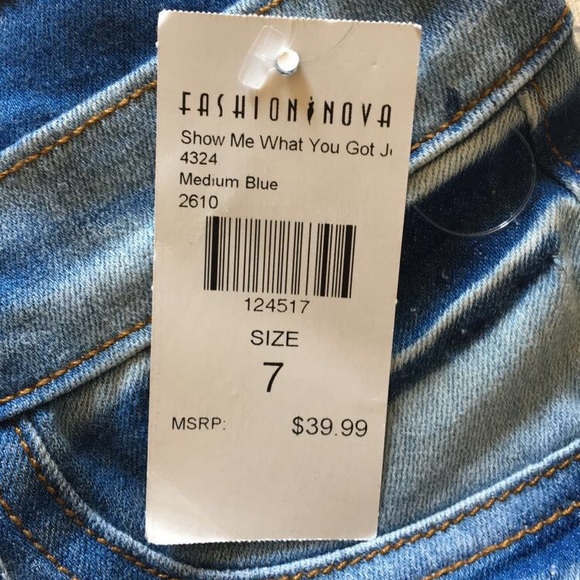 FASHION NOVA
Show Me What You Got
4324
Medium Blue
2610
124517
SIZE
7
MSRP: $39.99